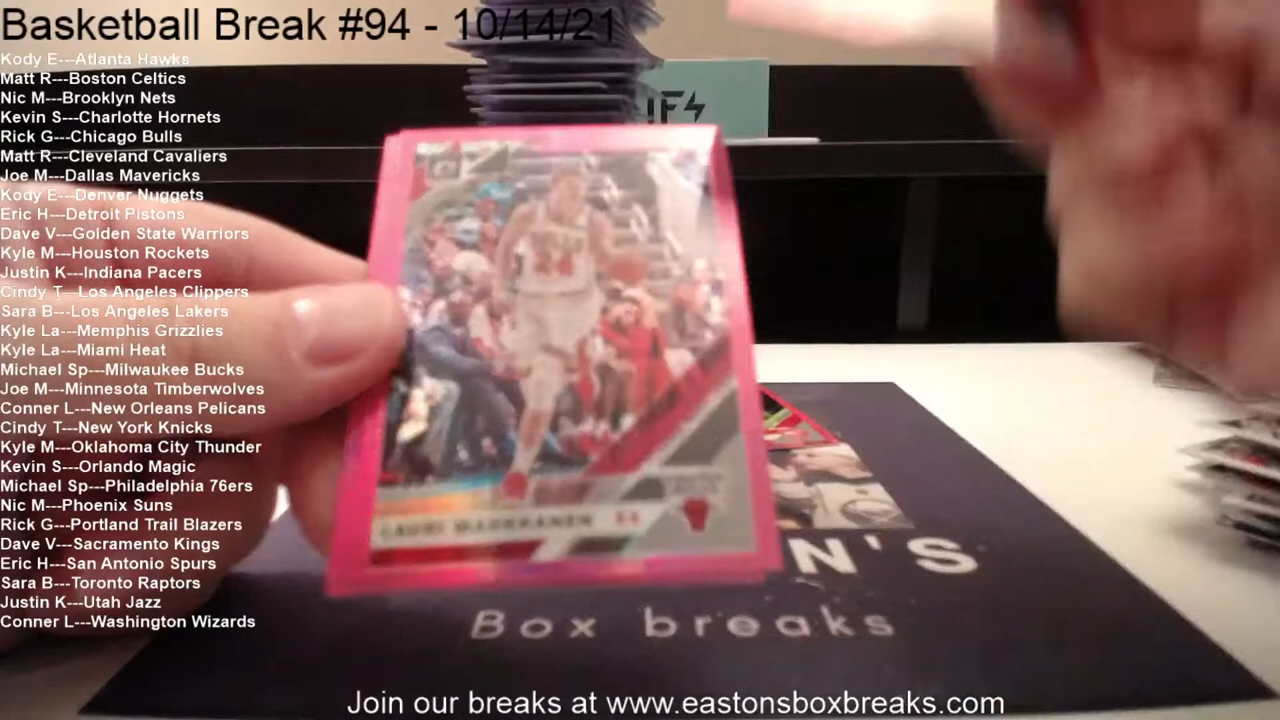 Basketball Break #94 - 10/14/21
Kody E---Atlanta Hawks
Matt R---Boston Celtics
Nic M---Brooklyn Nets
Kevin S---Charlotte Hornets
Rick G---Chicago Bulls
Matt R---Cleveland Cavaliers
Joe M---Dallas Mavericks
Kody E---Denver Nuggets
Eric H---Detroit Pistons
Dave V---Golden State Warriors
Kyle M---Houston Rockets
Justin K---Indiana Pacers
Cindy T---Los Angeles Clippers
Sara B---Los Angeles Lakers
Kyle La---Memphis Grizzlies
Kyle La---Miami Heat
Michael Sp---Milwaukee Bucks
Joe M---Minnesota Timberwolves
Conner L---New Orleans Pelicans
Cindy T---New York Knicks
Kyle M---Oklahoma City Thunder
Kevin S---Orlando Magic
Michael Sp---Philadelphia 76ers
Nic M---Phoenix Suns
Rick G---Portland Trail Blazers
Dave V---Sacramento Kings
Eric H---San Antonio Spurs
Sara B---Toronto Raptors
Justin K---Utah Jazz
Conner L---Washington Wizards
24
LAURI MARKKANEN 24
N'S
Box breaks
Join our breaks at www.eastonsboxbreaks.com